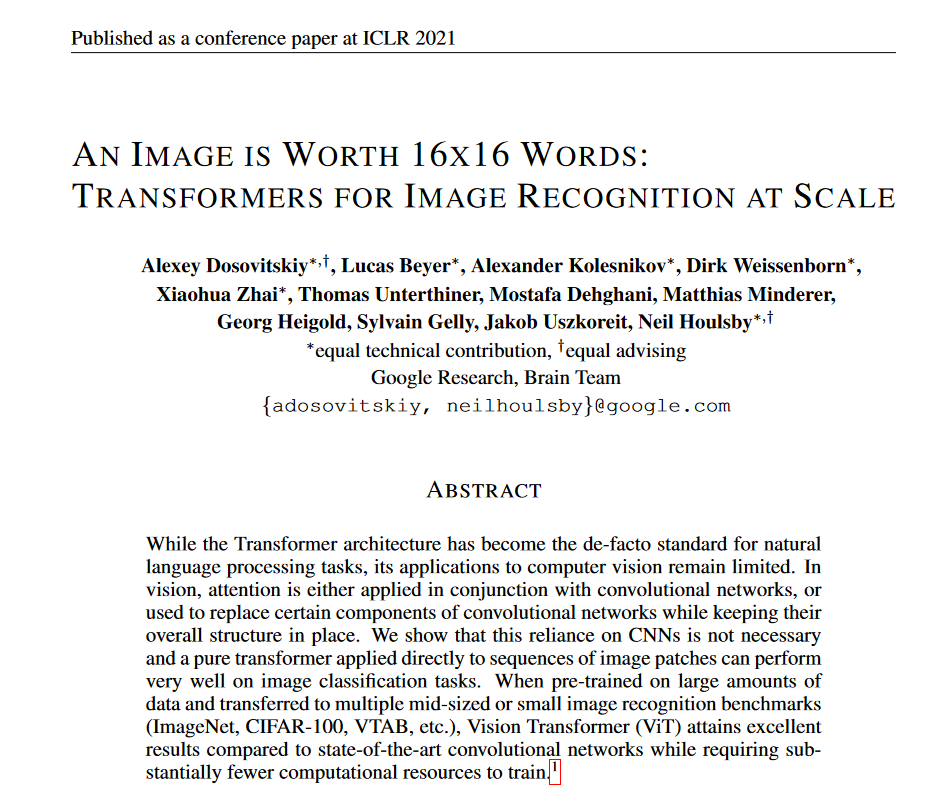 Published as a conference paper at ICLR 2021
AN IMAGE IS WORTH 16X16 WORDS:
TRANSFORMERS FOR IMAGE RECOGNITION AT SCALE
Alexey Dosovitskiy*,†, Lucas Beyer*, Alexander Kolesnikov*, Dirk Weissenborn*,
Xiaohua Zhai*, Thomas Unterthiner, Mostafa Dehghani, Matthias Minderer,
Georg Heigold, Sylvain Gelly, Jakob Uszkoreit, Neil Houlsby*,†
*equal technical contribution, †equal advising
Google Research, Brain Team
{adosovitskiy, neilhoulsby}@google.com
ABSTRACT
While the Transformer architecture has become the de-facto standard for natural
language processing tasks, its applications to computer vision remain limited. In
vision, attention is either applied in conjunction with convolutional networks, or
used to replace certain components of convolutional networks while keeping their
overall structure in place. We show that this reliance on CNNs is not necessary
and a pure transformer applied directly to sequences of image patches can perform
very well on image classification tasks. When pre-trained on large amounts of
data and transferred to multiple mid-sized or small image recognition benchmarks
(ImageNet, CIFAR-100, VTAB, etc.), Vision Transformer (ViT) attains excellent
results compared to state-of-the-art convolutional networks while requiring sub-
stantially fewer computational resources to train.1